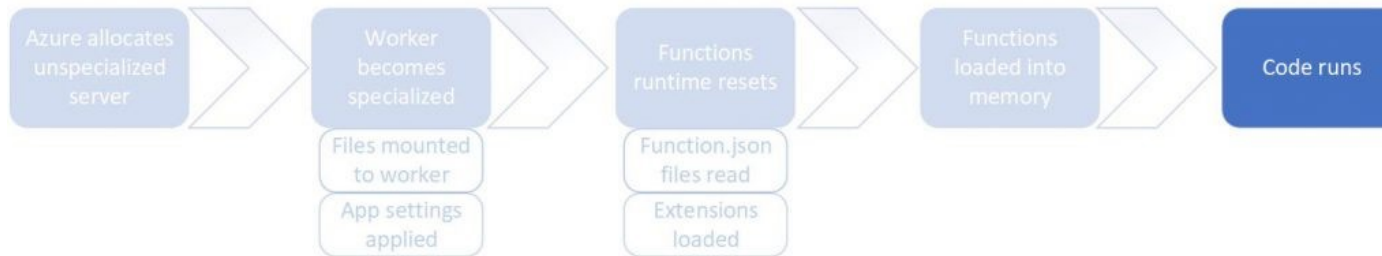 Azure allocates
unspecialized
server
Worker
becomes
specialized
Files mounted
to worker
App settings
applied
Functions
runtime resets
Function.json
files read
Extensions
loaded
Functions
loaded into
memory
Code runs